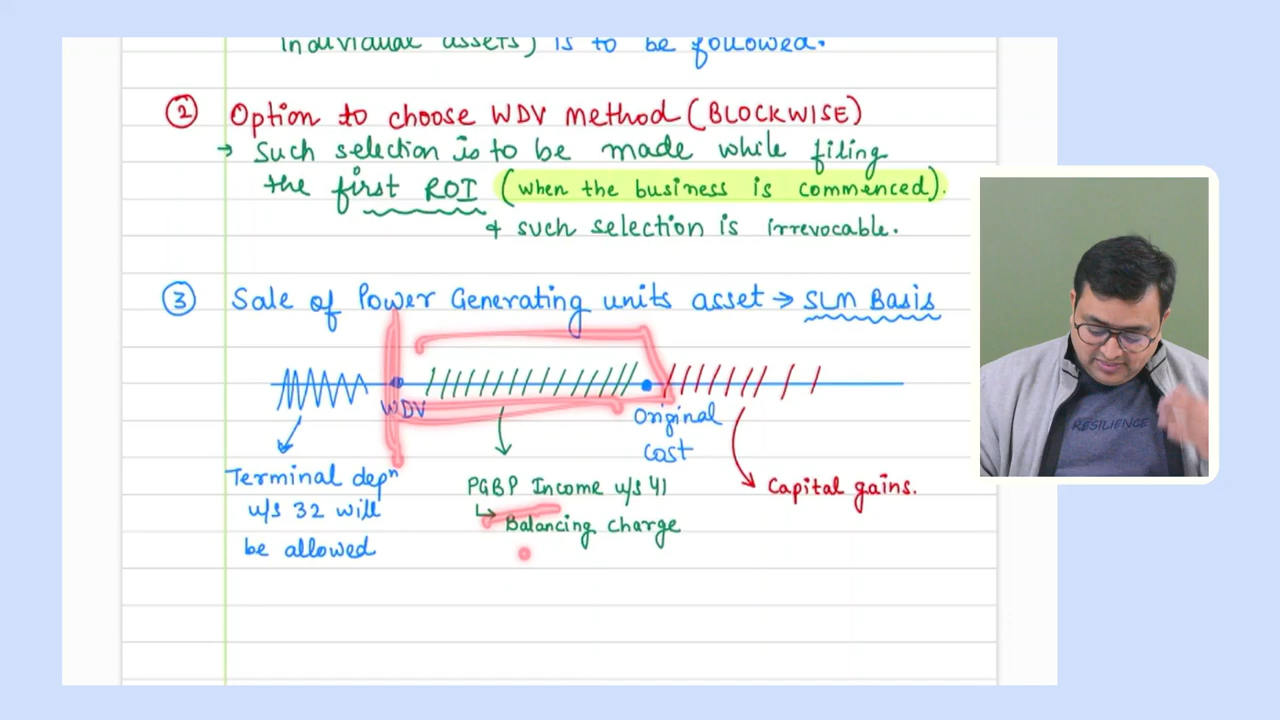 individual assets) is to be followed.
② Option to choose WDV method (BLOCKWISE)
→ Such selection is to be made while filing
the first ROI (when the business is commenced).
& such selection is irrevocable.
③ Sale of Power Generating units asset → SLM Basis
WDV
Original
cost
Terminal depⁿ
u/s 32 will
be allowed
PGBP Income u/s 41
↳ Balancing charge
Capital gains.
RESILIENCE